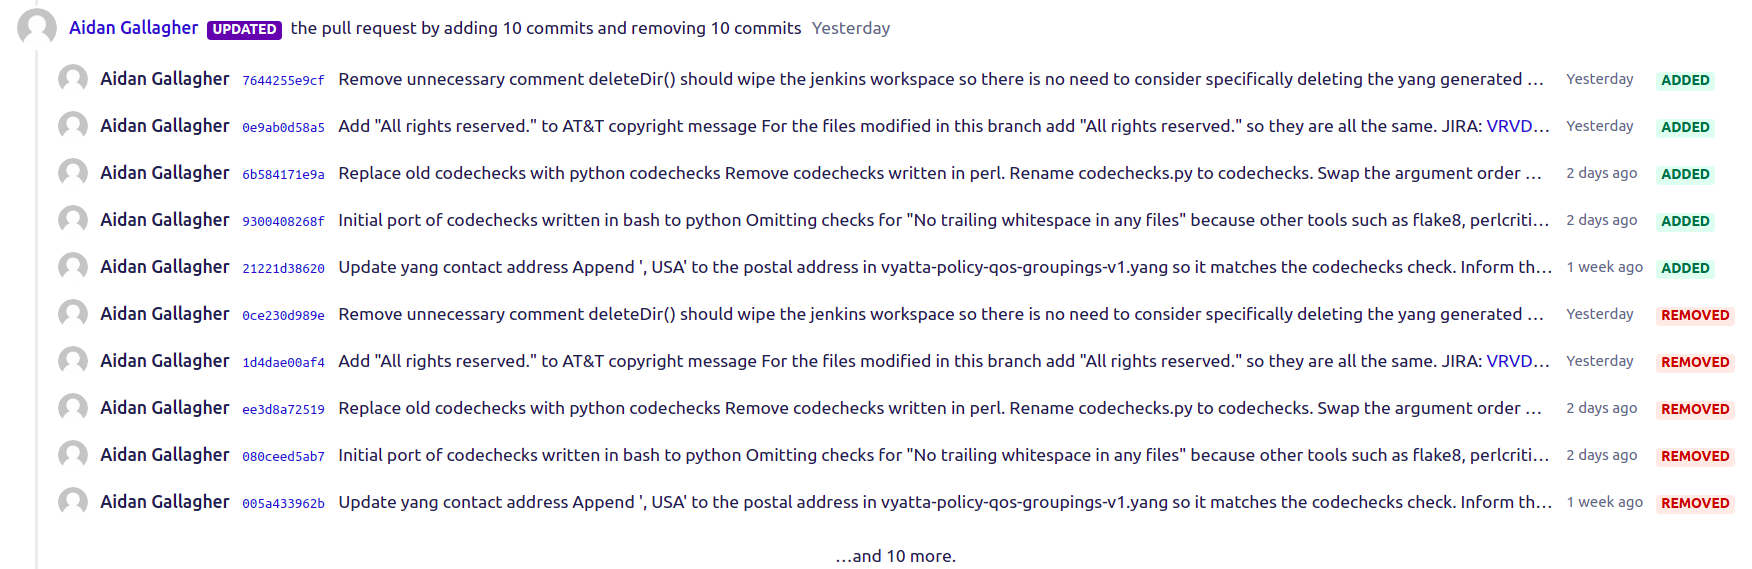 Aidan Gallagher UPDATED the pull request by adding 10 commits and removing 10 commits Yesterday
Aidan Gallagher 7644255e9cf Remove unnecessary comment deleteDir() should wipe the jenkins workspace so there is no need to consider specifically deleting the yang generated … Yesterday ADDED
Aidan Gallagher 0e9ab0d58a5 Add "All rights reserved." to AT&T copyright message For the files modified in this branch add "All rights reserved." so they are all the same. JIRA: VRVD… Yesterday ADDED
Aidan Gallagher 6b584171e9a Replace old codechecks with python codechecks Remove codechecks written in perl. Rename codechecks.py to codechecks. Swap the argument order … 2 days ago ADDED
Aidan Gallagher 9300408268f Initial port of codechecks written in bash to python Omitting checks for "No trailing whitespace in any files" because other tools such as flake8, perlcriti… 2 days ago ADDED
Aidan Gallagher 21221d38620 Update yang contact address Append ', USA' to the postal address in vyatta-policy-qos-groupings-v1.yang so it matches the codechecks check. Inform th… 1 week ago ADDED
Aidan Gallagher 0ce230d989e Remove unnecessary comment deleteDir() should wipe the jenkins workspace so there is no need to consider specifically deleting the yang generated … Yesterday REMOVED
Aidan Gallagher 1d4dae00af4 Add "All rights reserved." to AT&T copyright message For the files modified in this branch add "All rights reserved." so they are all the same. JIRA: VRVD… Yesterday REMOVED
Aidan Gallagher ee3d8a72519 Replace old codechecks with python codechecks Remove codechecks written in perl. Rename codechecks.py to codechecks. Swap the argument order … 2 days ago REMOVED
Aidan Gallagher 080ceed5ab7 Initial port of codechecks written in bash to python Omitting checks for "No trailing whitespace in any files" because other tools such as flake8, perlcriti… 2 days ago REMOVED
Aidan Gallagher 005a433962b Update yang contact address Append ', USA' to the postal address in vyatta-policy-qos-groupings-v1.yang so it matches the codechecks check. Inform th… 1 week ago REMOVED
…and 10 more.